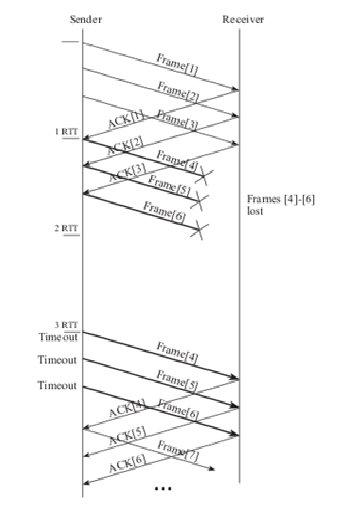 Sender
Receiver
Frame[1]
Frame[2]
ACK[1]
Frame[3]
1 RTT
ACK[2]
Frame[4]
ACK[3]
Frame[5]
Frames [4]-[6]
lost
Frame[6]
2 RTT
3 RTT
Timeout
Frame[4]
Timeout
Frame[5]
Timeout
ACK[4]
Frame[6]
ACK[5]
Frame[7]
ACK[6]
...